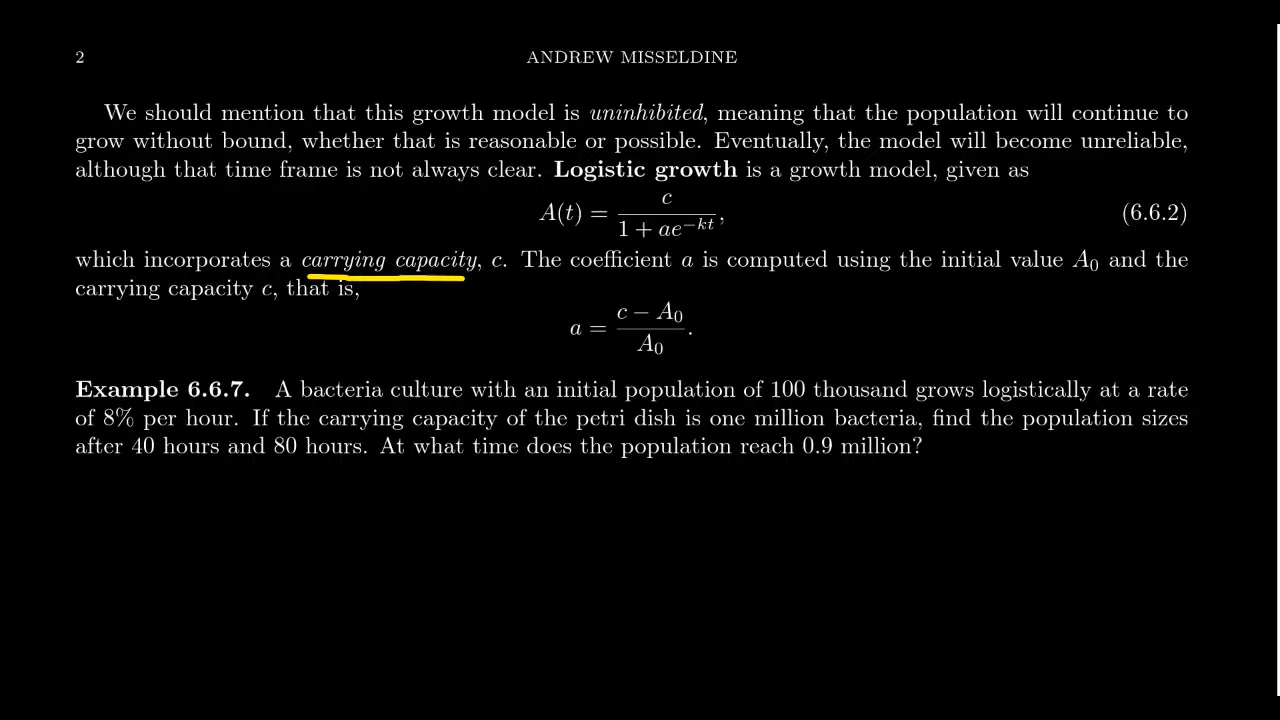 2
ANDREW MISSELDINE
We should mention that this growth model is uninhibited, meaning that the population will continue to
grow without bound, whether that is reasonable or possible. Eventually, the model will become unreliable,
although that time frame is not always clear. Logistic growth is a growth model, given as
A(t) = c / (1 + ae^{−kt}), (6.6.2)
which incorporates a carrying capacity, c. The coefficient a is computed using the initial value A₀ and the
carrying capacity c, that is,
a = (c − A₀) / A₀.
Example 6.6.7. A bacteria culture with an initial population of 100 thousand grows logistically at a rate
of 8% per hour. If the carrying capacity of the petri dish is one million bacteria, find the population sizes
after 40 hours and 80 hours. At what time does the population reach 0.9 million?